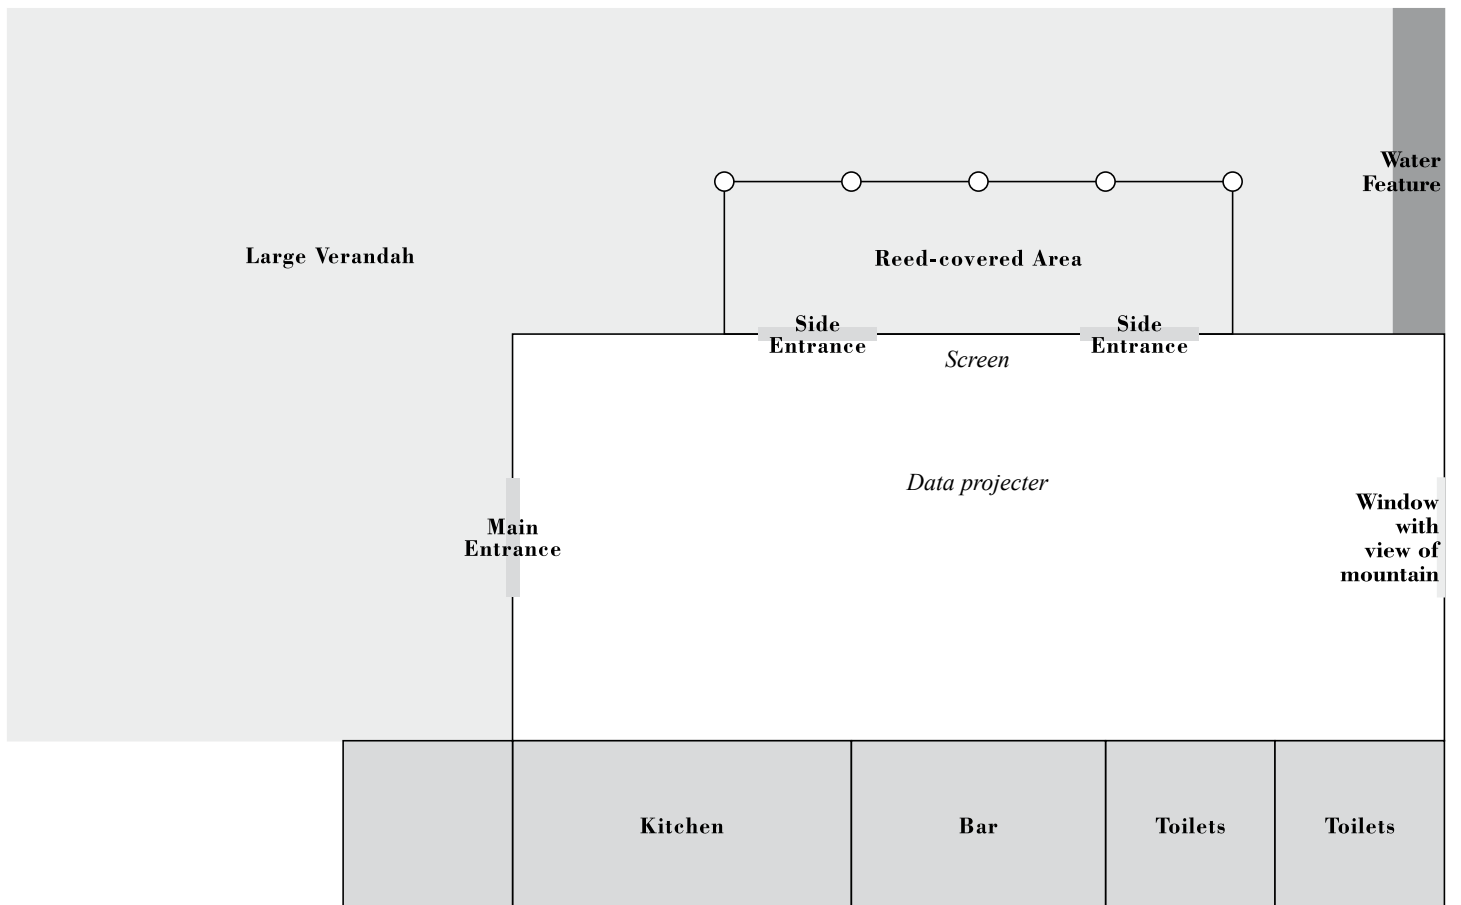 Water
Feature
Large Verandah
Reed-covered Area
Side
Entrance
Side
Entrance
Screen
Data projecter
Main
Entrance
Window
with
view of
mountain
Kitchen
Bar
Toilets
Toilets